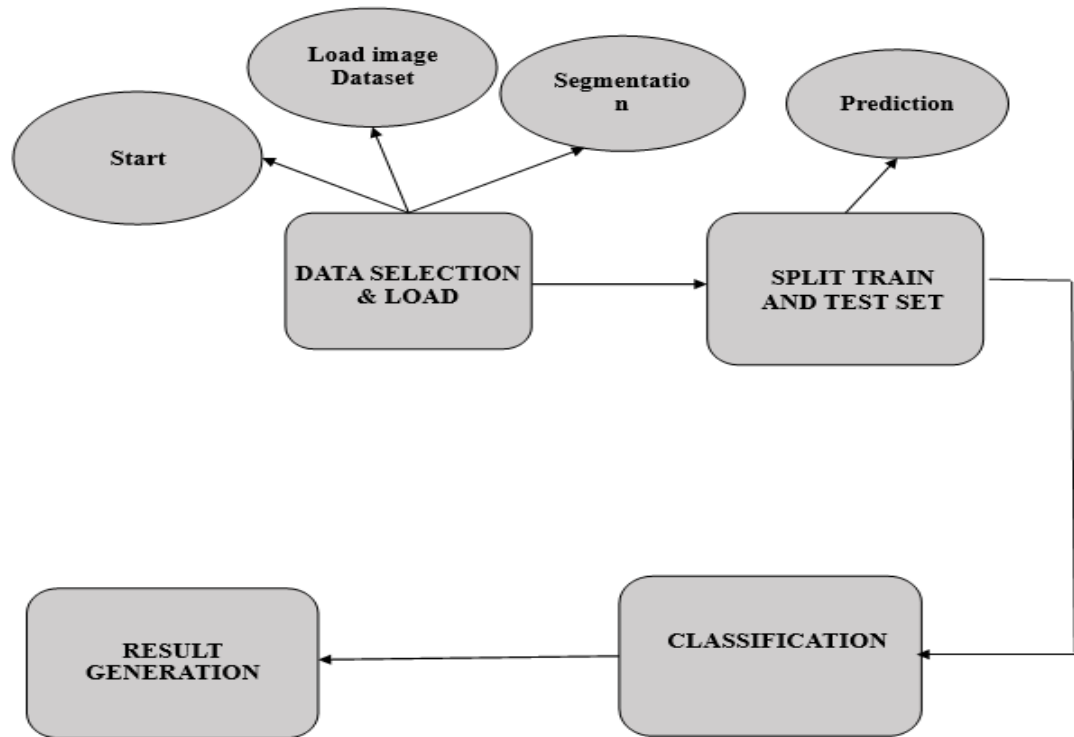 Load image
Dataset
Segmentatio
n
Prediction
Start
DATA SELECTION
& LOAD
SPLIT TRAIN
AND TEST SET
RESULT
GENERATION
CLASSIFICATION